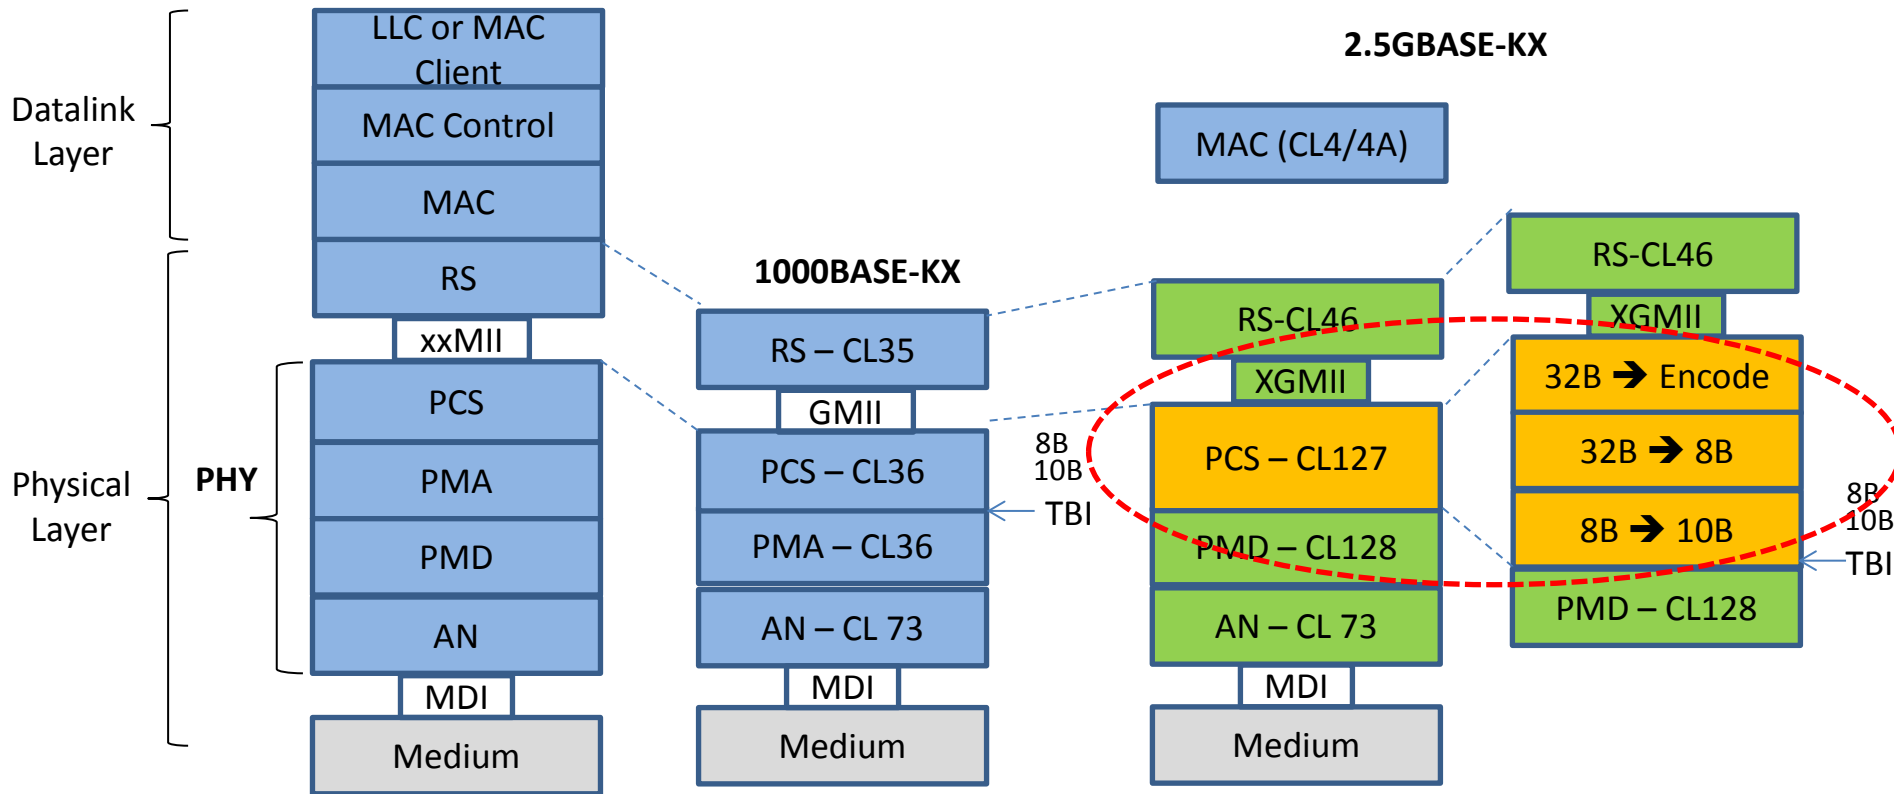 LLC or MAC
Client
MAC Control
MAC
RS
xxMII
PCS
PMA
PMD
AN
MDI
Medium
Datalink
Layer
Physical
Layer
PHY
1000BASE-KX
RS – CL35
GMII
PCS – CL36
PMA – CL36
AN – CL 73
MDI
Medium
8B
10B
TBI
2.5GBASE-KX
MAC (CL4/4A)
RS-CL46
XGMII
PCS – CL127
PMD – CL128
AN – CL 73
MDI
Medium
RS-CL46
XGMII
32B ➔ Encode
32B ➔ 8B
8B ➔ 10B
PMD – CL128
8B
10B
TBI